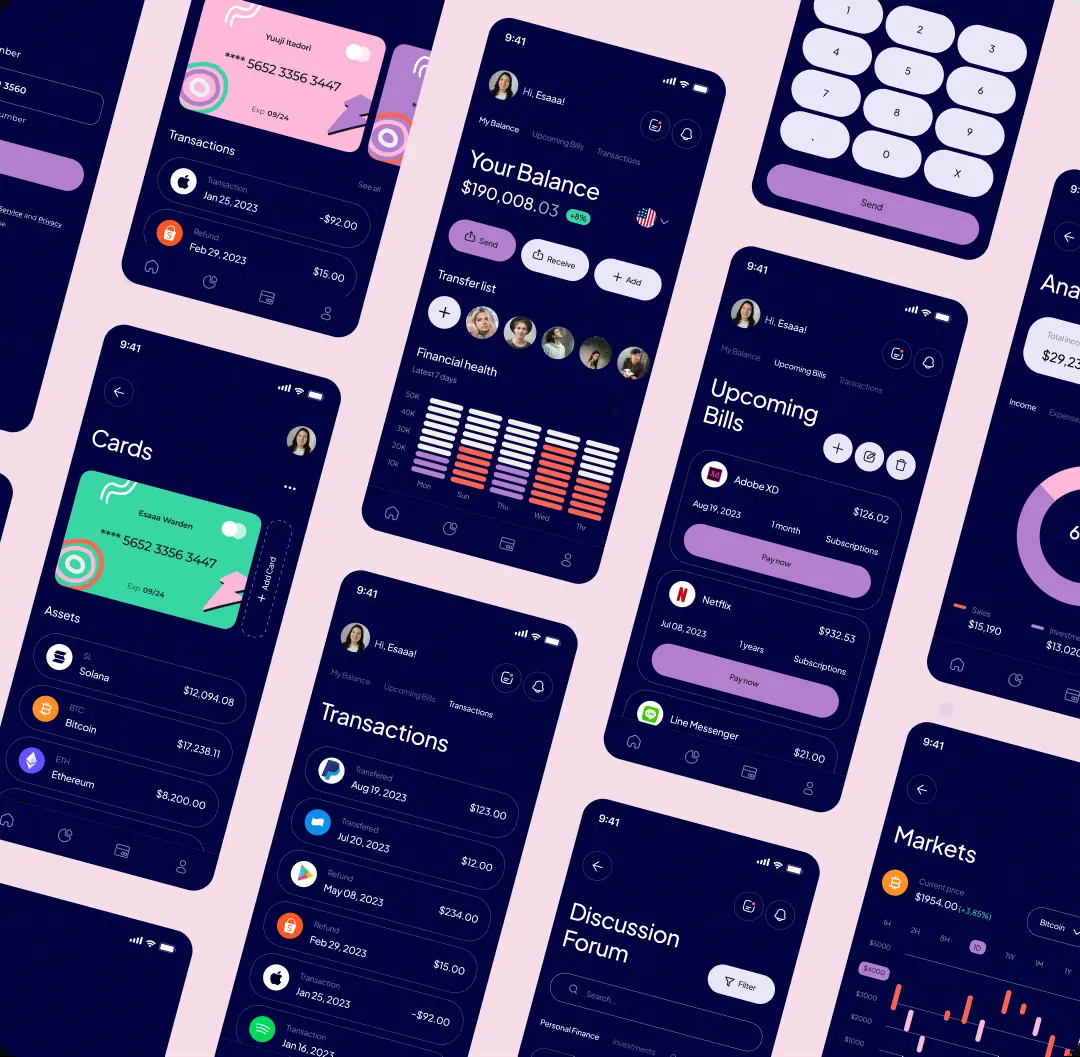 3560
Service and Privacy
Yuuji Itadori
**** 5652 3356 3447
Exp 09/24
Transactions
See all
Transaction
Jan 25, 2023
-$92.00
Refund
Feb 29, 2023
$15.00
9:41
Hi, Esaaa!
My Balance
Upcoming Bills
Transactions
Your Balance
$190,008.03
+8%
Send
Receive
Add
Transfer list
Financial health
Latest 7 days
50K
40K
30K
20K
10k
Mon
Sun
Thu
Wed
Thr
1
2
3
4
5
6
7
8
9
.
0
X
Send
9:41
Cards
Esaaa Warden
**** 5652 3356 3447
Exp 09/24
+ Add Card
Assets
SL
Solana
$12,094.08
BTC
Bitcoin
$17,238.11
ETH
Ethereum
$8,200.00
9:41
Hi, Esaaa!
My Balance
Upcoming Bills
Transactions
Transactions
Transfered
Aug 19, 2023
$123.00
Transfered
Jul 20, 2023
$12.00
Refund
May 08, 2023
$234.00
Refund
Feb 29, 2023
$15.00
Transaction
Jan 25, 2023
-$92.00
Transaction
Jan 16, 2023
9:41
Hi, Esaaa!
My Balance
Upcoming Bills
Transactions
Upcoming
Bills
Xd
Adobe XD
$126.02
Aug 19, 2023
1 month
Subscriptions
Pay now
N
Netflix
$932.53
Jul 08, 2023
1 years
Subscriptions
Pay now
Line Messenger
$21.00
9:41
Discussion
Forum
Filter
Search...
Personal Finance
Investments
Total inco
$29,23
Income
Expense
Sales
$15,190
Investm
$13,020
9:41
Markets
Current price
$1954.00 (+3,85%)
Bitcoin
1H
2H
8H
1D
1W
1M
1Y
$5000
$4000
$3000
$2000
$1000